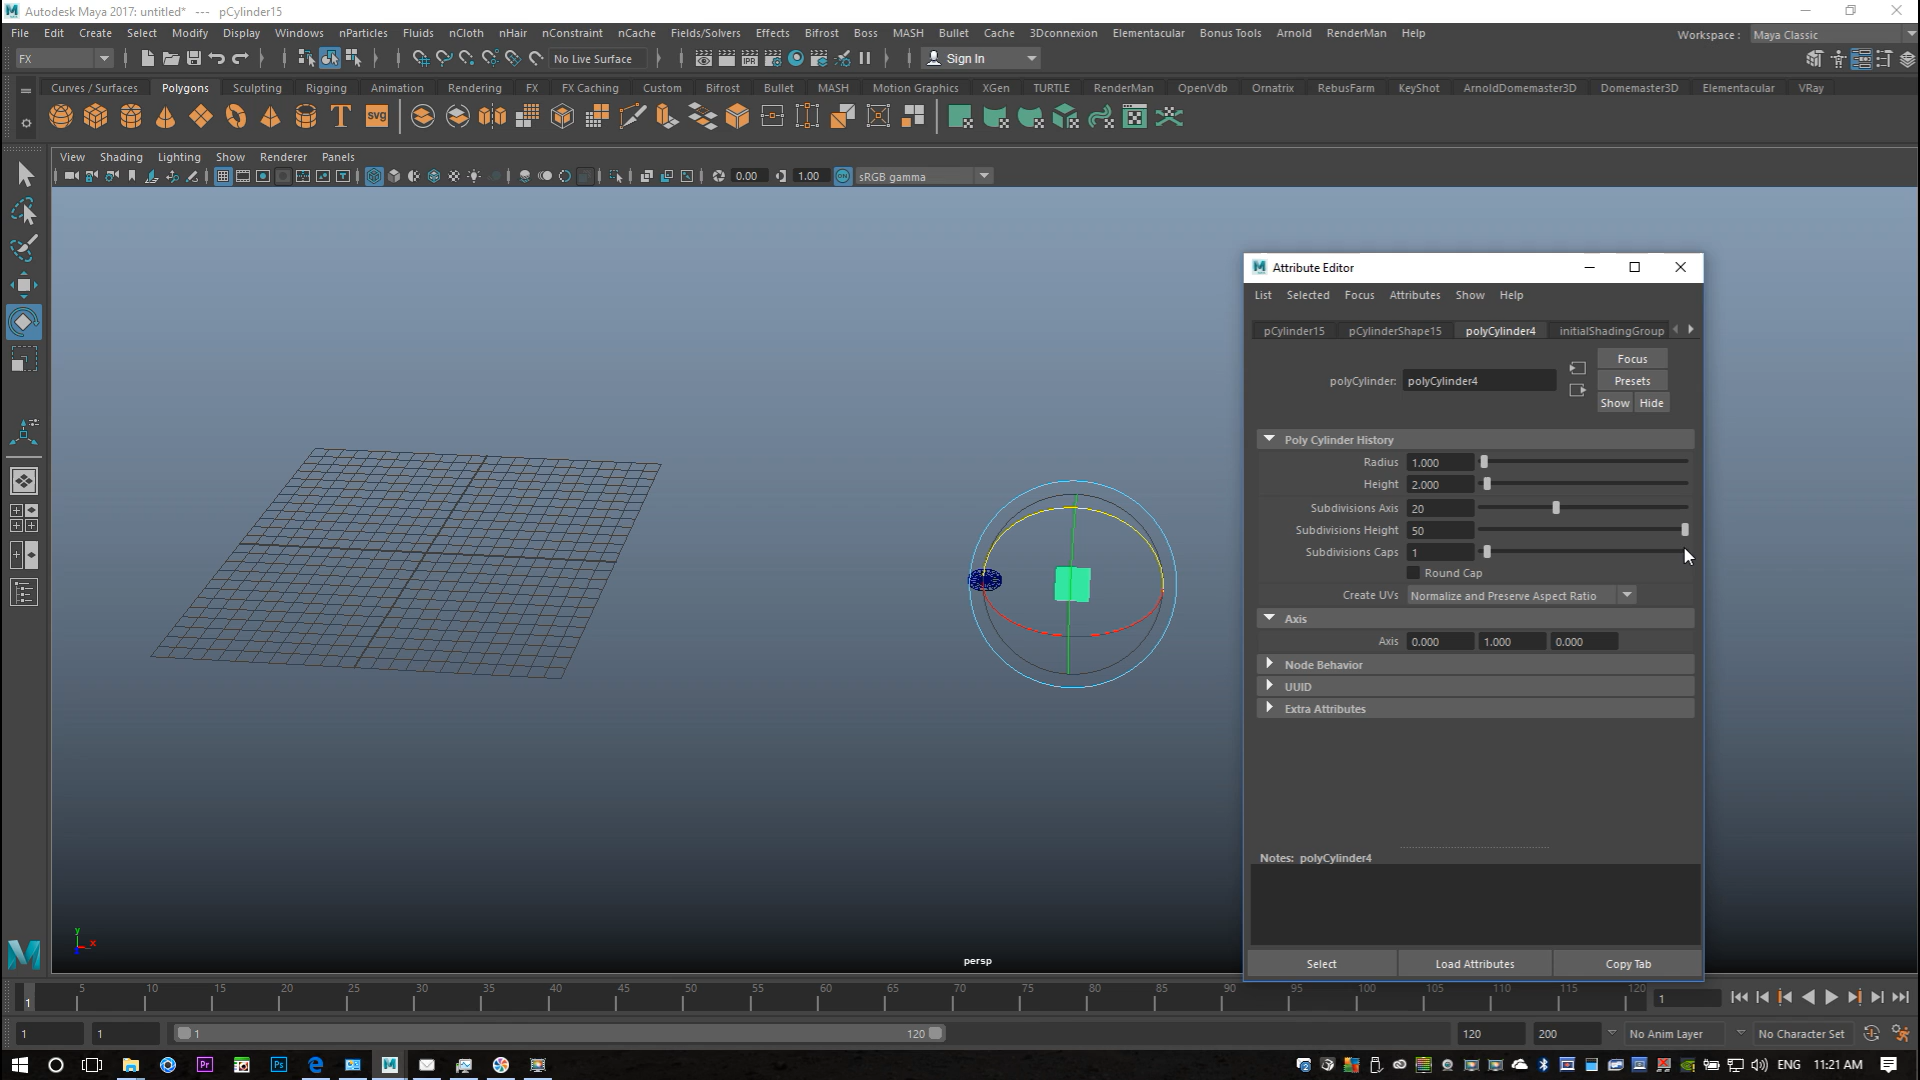 Autodesk Maya 2017: untitled* --- pCylinder15
File Edit Create Select Modify Display Windows nParticles Fluids nCloth nHair nConstraint nCache Fields/Solvers Effects Bifrost Boss MASH Bullet Cache 3Dconnexion Elementacular Bonus Tools Arnold RenderMan Help Workspace : Maya Classic
FX No Live Surface IPR Sign In
Curves / Surfaces Polygons Sculpting Rigging Animation Rendering FX FX Caching Custom Bifrost Bullet MASH Motion Graphics XGen TURTLE RenderMan OpenVdb Ornatrix RebusFarm KeyShot ArnoldDomemaster3D Domemaster3D Elementacular VRay
T svg
View Shading Lighting Show Renderer Panels
0.00 1.00 ON sRGB gamma
Attribute Editor
List Selected Focus Attributes Show Help
pCylinder15 pCylinderShape15 polyCylinder4 initialShadingGroup
Focus
polyCylinder: polyCylinder4 Presets
Show Hide
Poly Cylinder History
Radius 1.000
Height 2.000
Subdivisions Axis 20
Subdivisions Height 50
Subdivisions Caps 1
Round Cap
Create UVs Normalize and Preserve Aspect Ratio
Axis
Axis 0.000 1.000 0.000
Node Behavior
UUID
Extra Attributes
Notes: polyCylinder4
y
x
persp
Select Load Attributes Copy Tab
1 5 10 15 20 25 30 35 40 45 50 55 60 65 70 75 80 85 90 95 100 105 110 115 120 1
1 1 1 120 120 200 No Anim Layer No Character Set
Pr Ps ENG 11:21 AM